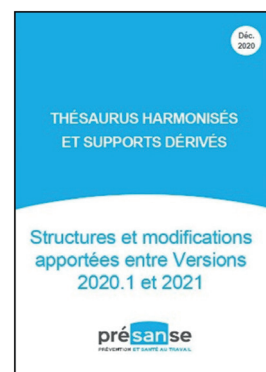 Déc.
2020
THÉSAURUS HARMONISÉS
ET SUPPORTS DÉRIVÉS
Structures et modifications
apportées entre Versions
2020.1 et 2021
présanse
PRÉVENTION ET SANTÉ AU TRAVAIL